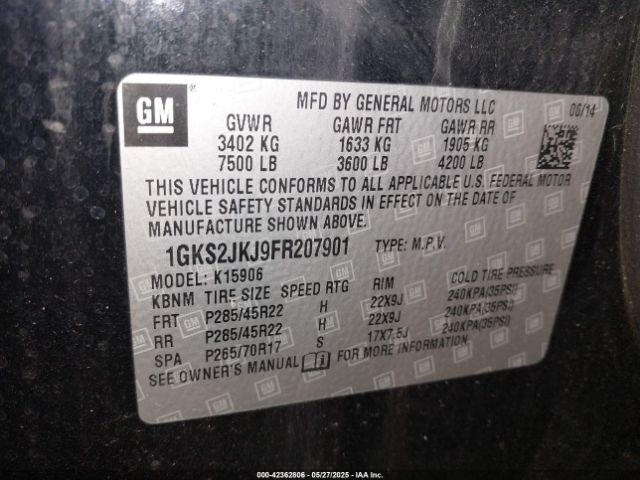 GM
MFD BY GENERAL MOTORS LLC 06/14
GVWR GAWR FRT GAWR RR
3402 KG 1633 KG 1905 KG
7500 LB 3600 LB 4200 LB
THIS VEHICLE CONFORMS TO ALL APPLICABLE U.S. FEDERAL MOTOR
VEHICLE SAFETY STANDARDS IN EFFECT ON THE DATE OF
MANUFACTURE SHOWN ABOVE.
1GKS2JKJ9FR207901 TYPE: M.P.V.
MODEL: K15906
KBNM TIRE SIZE SPEED RTG RIM COLD TIRE PRESSURE
FRT P285/45R22 H 22X9J 240KPA(35PSI)
RR P285/45R22 H 22X9J 240KPA(35PSI)
SPA P265/70R17 S 17X7.5J 240KPA(35PSI)
SEE OWNER'S MANUAL FOR MORE INFORMATION.
000-42362806 - 05/27/2025 - IAA Inc.